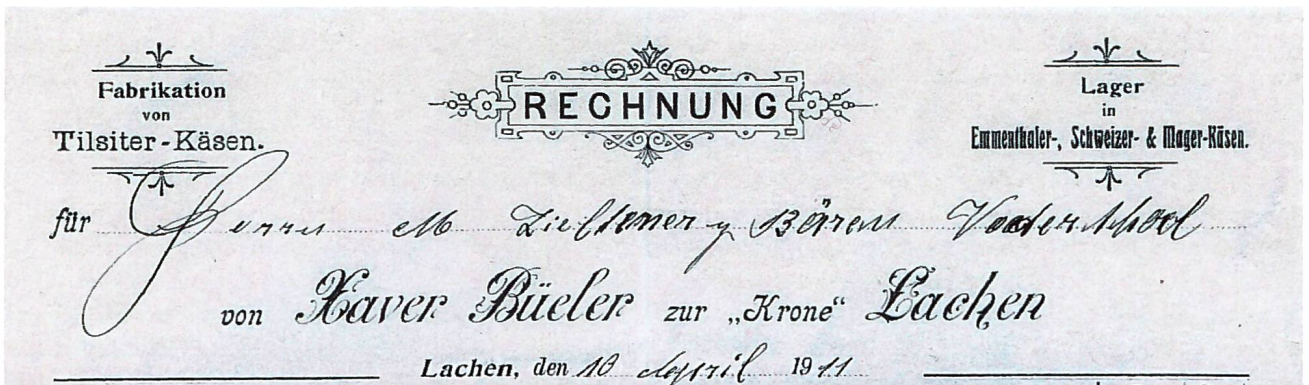 Fabrikation
von
Tilsiter-Käsen.
RECHNUNG
Lager
in
Emmenthaler-, Schweizer- & Mager-Käsen.
für Herrn M Bären
von Xaver Büeler zur „Krone“ Lachen
Lachen, den 10 April 1911